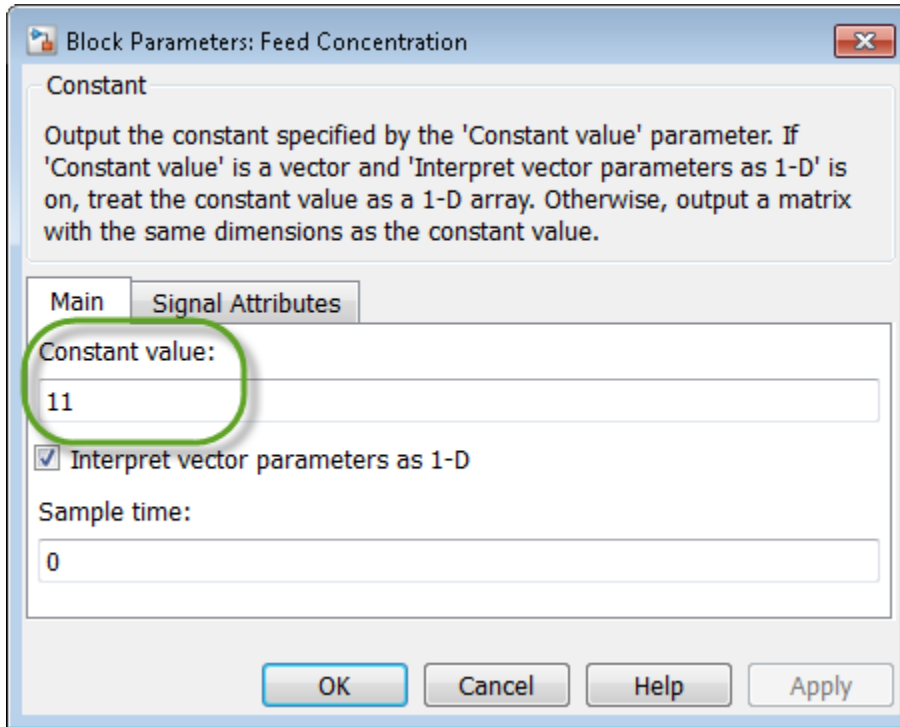 Block Parameters: Feed Concentration
Constant
Output the constant specified by the 'Constant value' parameter. If
'Constant value' is a vector and 'Interpret vector parameters as 1-D' is
on, treat the constant value as a 1-D array. Otherwise, output a matrix
with the same dimensions as the constant value.
Main Signal Attributes
Constant value:
11
Interpret vector parameters as 1-D
Sample time:
0
OK Cancel Help Apply